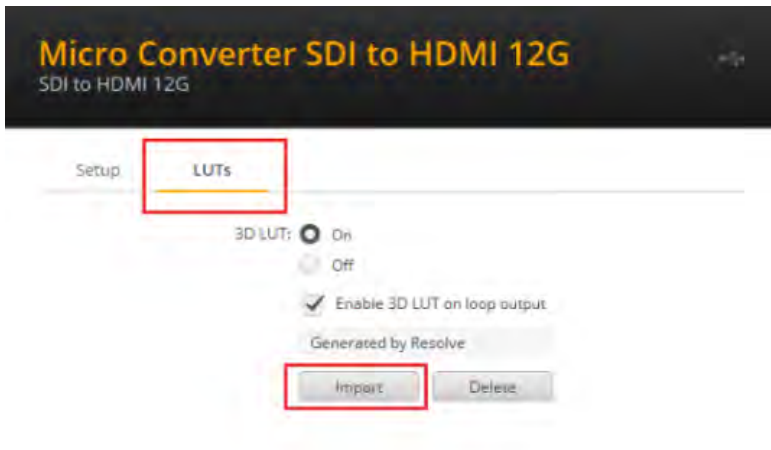 Micro Converter SDI to HDMI 12G
SDI to HDMI 12G
Setup LUTs
3D LUT: On
Off
Enable 3D LUT on loop output
Generated by Resolve
Import Delete